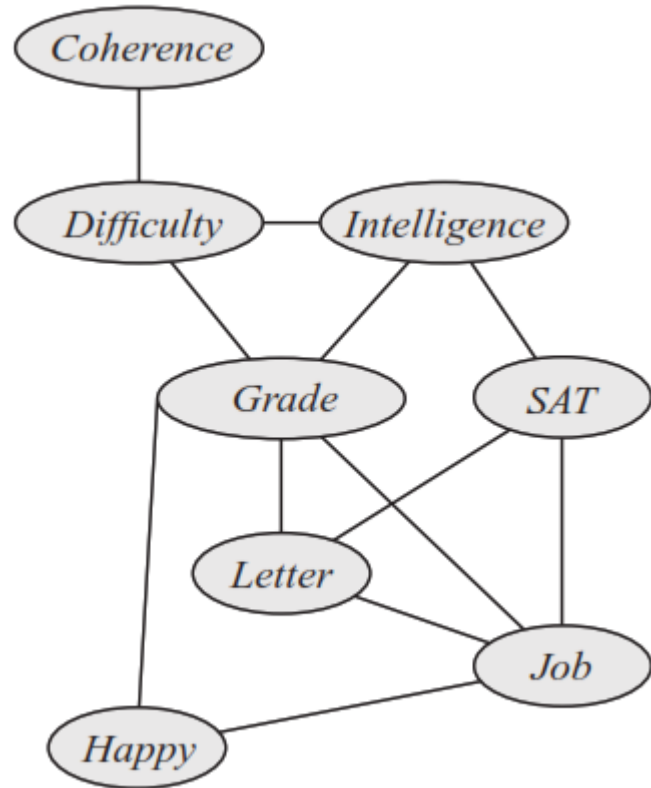 Coherence
Difficulty
Intelligence
Grade
SAT
Letter
Job
Happy